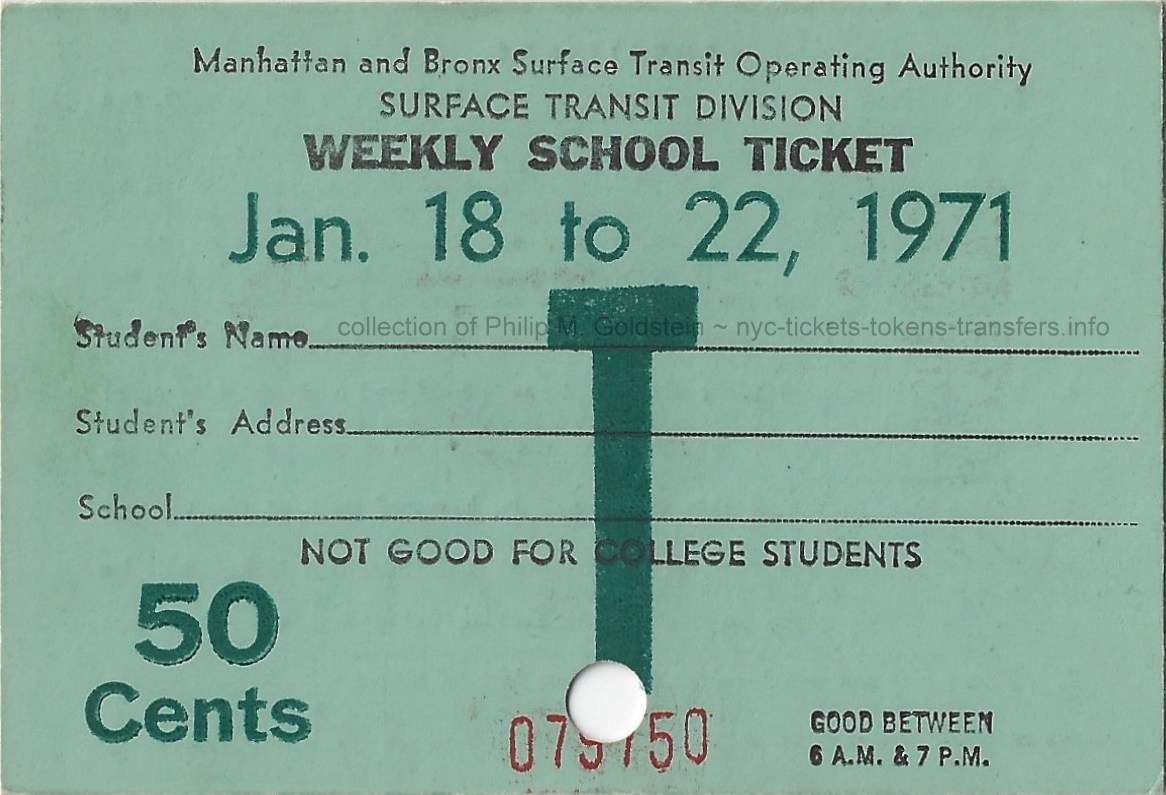 Manhattan and Bronx Surface Transit Operating Authority
SURFACE TRANSIT DIVISION
WEEKLY SCHOOL TICKET
Jan. 18 to 22, 1971
Student's Name
collection of Philip M. Goldstein ~ nyc-tickets-tokens-transfers.info
Student's Address
School
NOT GOOD FOR COLLEGE STUDENTS
50
Cents
T
GOOD BETWEEN
6 A.M. & 7 P.M.